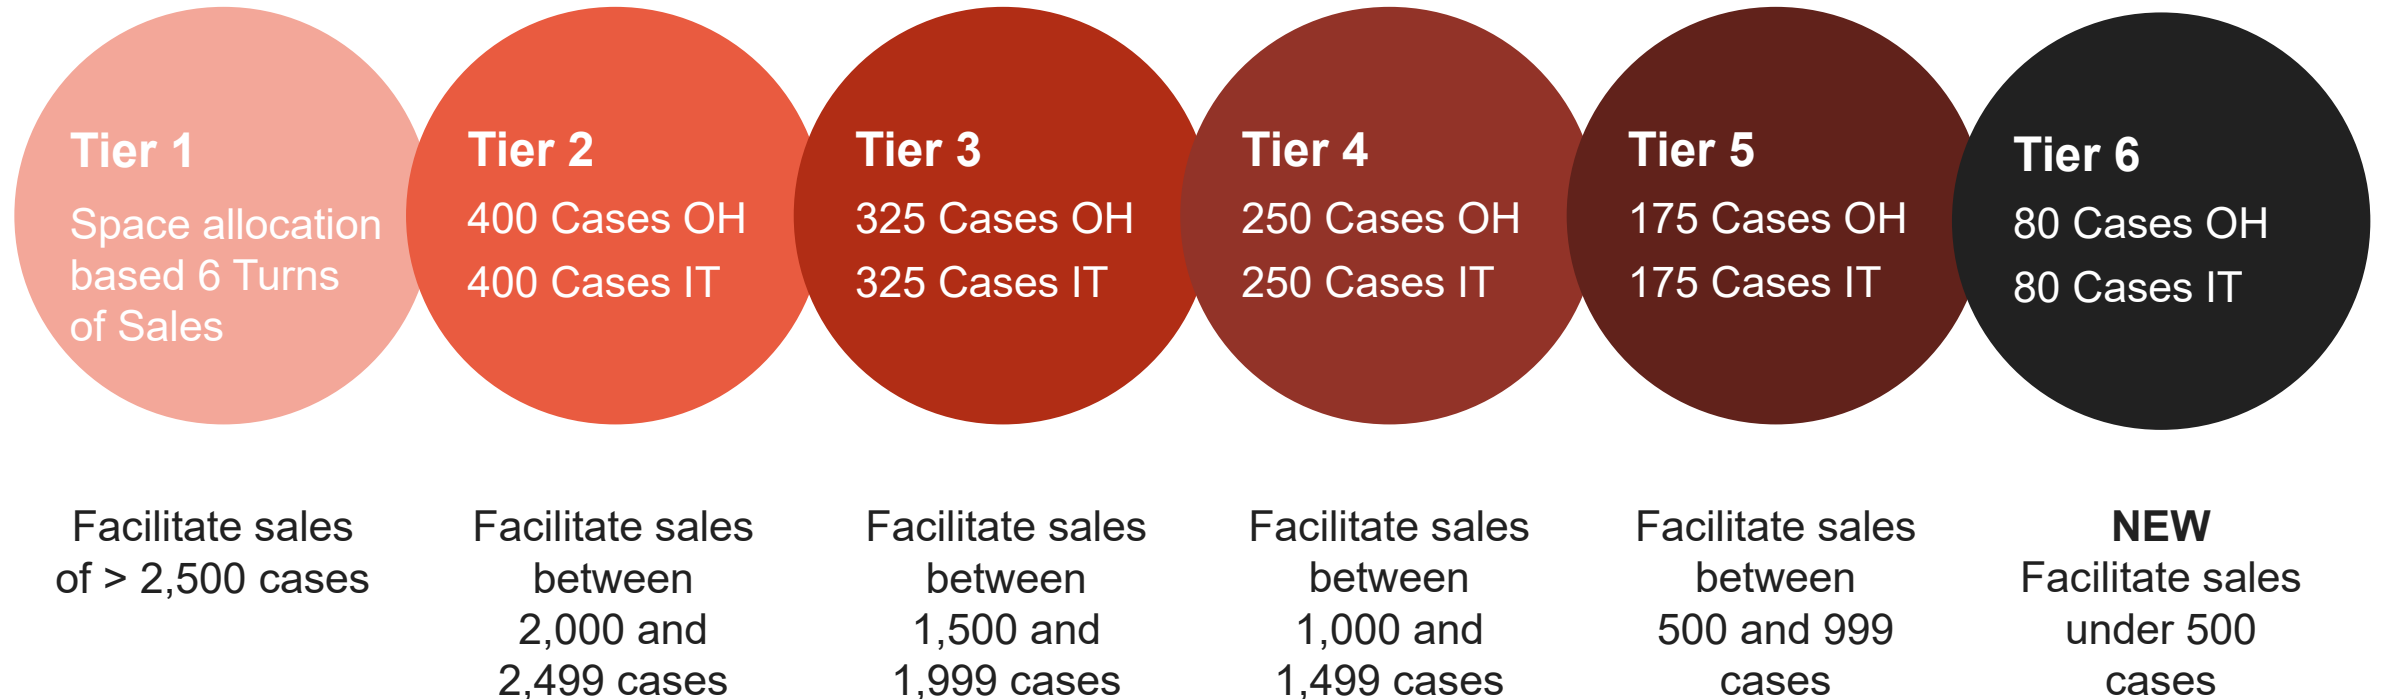 Tier 1
Space allocation
based 6 Turns
of Sales
Tier 2
400 Cases OH
400 Cases IT
Tier 3
325 Cases OH
325 Cases IT
Tier 4
250 Cases OH
250 Cases IT
Tier 5
175 Cases OH
175 Cases IT
Tier 6
80 Cases OH
80 Cases IT
Facilitate sales
of > 2,500 cases
Facilitate sales
between
2,000 and
2,499 cases
Facilitate sales
between
1,500 and
1,999 cases
Facilitate sales
between
1,000 and
1,499 cases
Facilitate sales
between
500 and 999
cases
NEW
Facilitate sales
under 500
cases